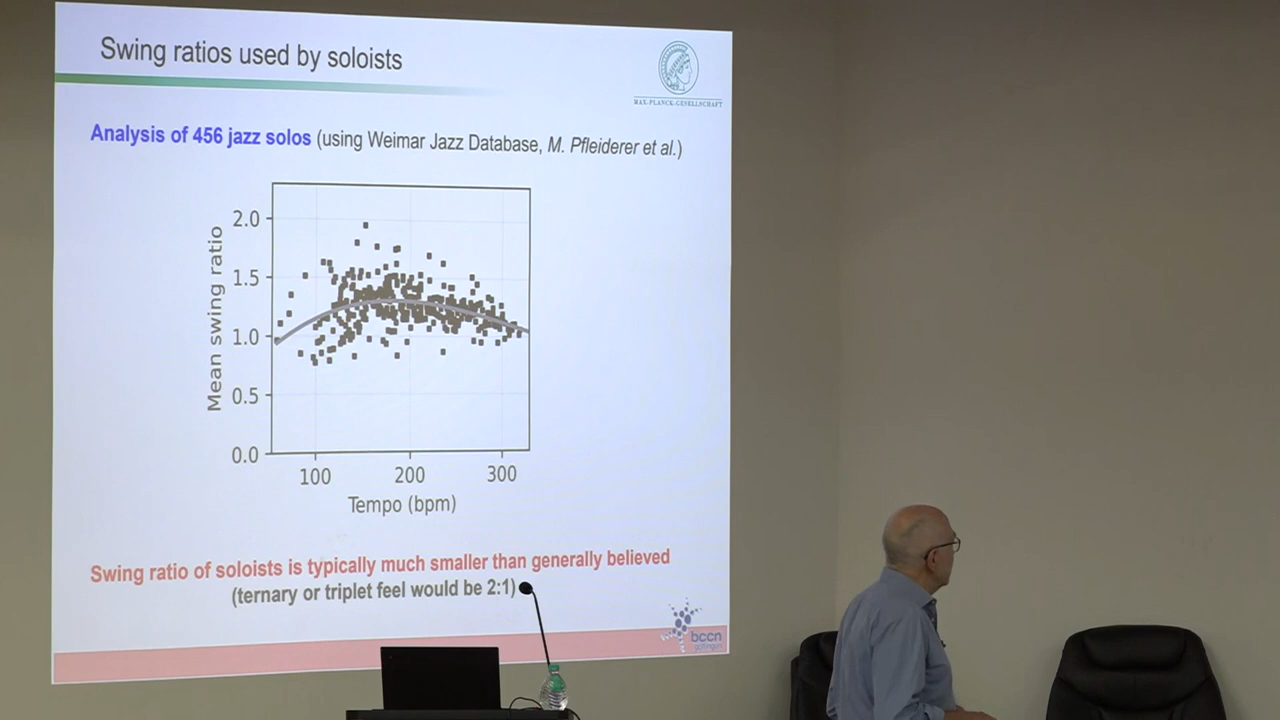 Swing ratios used by soloists
MAX-PLANCK-GESELLSCHAFT
Analysis of 456 jazz solos (using Weimar Jazz Database, M. Pfleiderer et al.)
2.0
1.5
1.0
0.5
0.0
Mean swing ratio
100 200 300
Tempo (bpm)
Swing ratio of soloists is typically much smaller than generally believed
(ternary or triplet feel would be 2:1)
bccn
göttingen